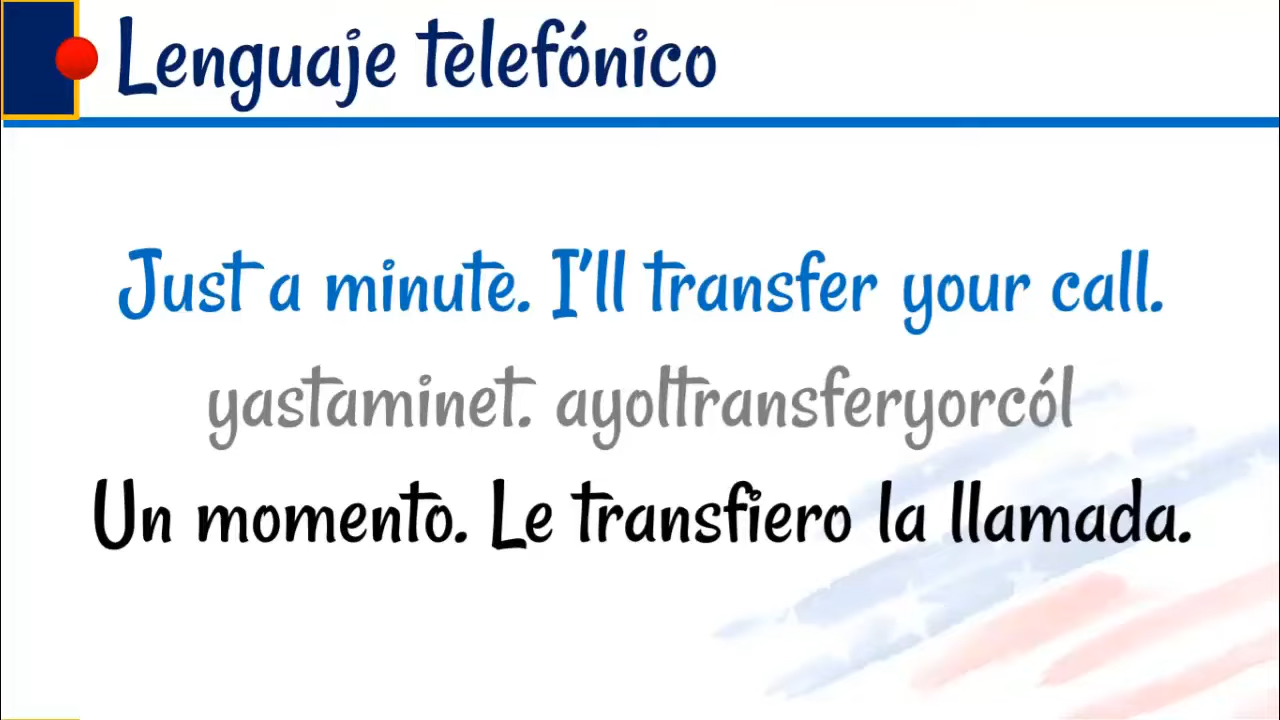 Lenguaje telefónico
Just a minute. I'll transfer your call.
yastaminet. ayoltransferyorcól
Un momento. Le transfiero la llamada.